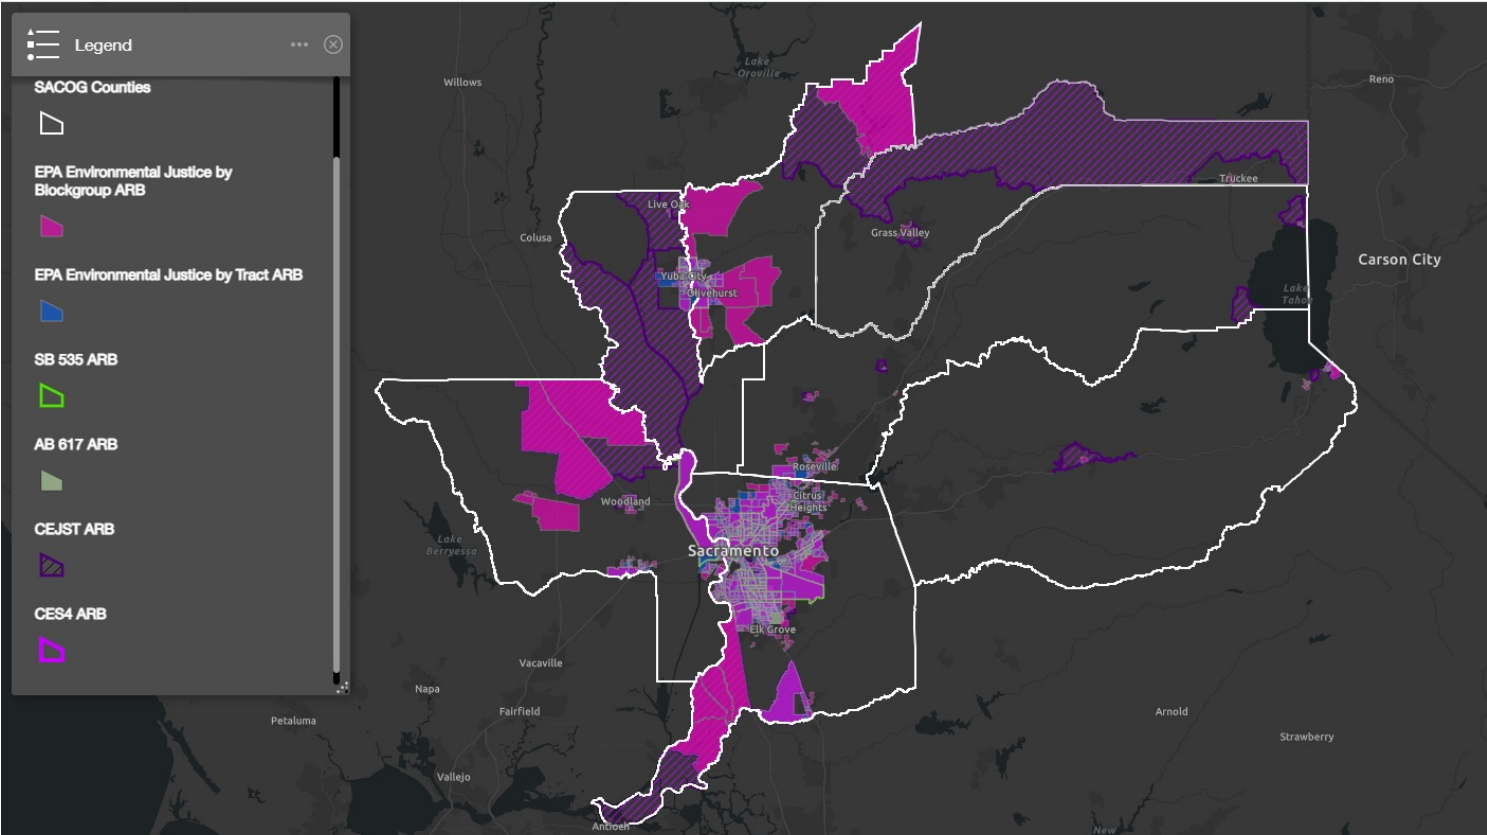 Legend
SACOG Counties
EPA Environmental Justice by
Blockgroup ARB
EPA Environmental Justice by Tract ARB
SB 535 ARB
AB 617 ARB
CEJST ARB
CES4 ARB
Willows
Lake
Oroville
Reno
Truckee
Live Oak
Colusa
Grass Valley
Carson City
Yuba City
Olivehurst
Lake
Tahoe
Roseville
Woodland
Citrus
Heights
Lake
Berryessa
Sacramento
Elk Grove
Vacaville
Napa
Fairfield
Petaluma
Arnold
Strawberry
Vallejo
Antioch
New